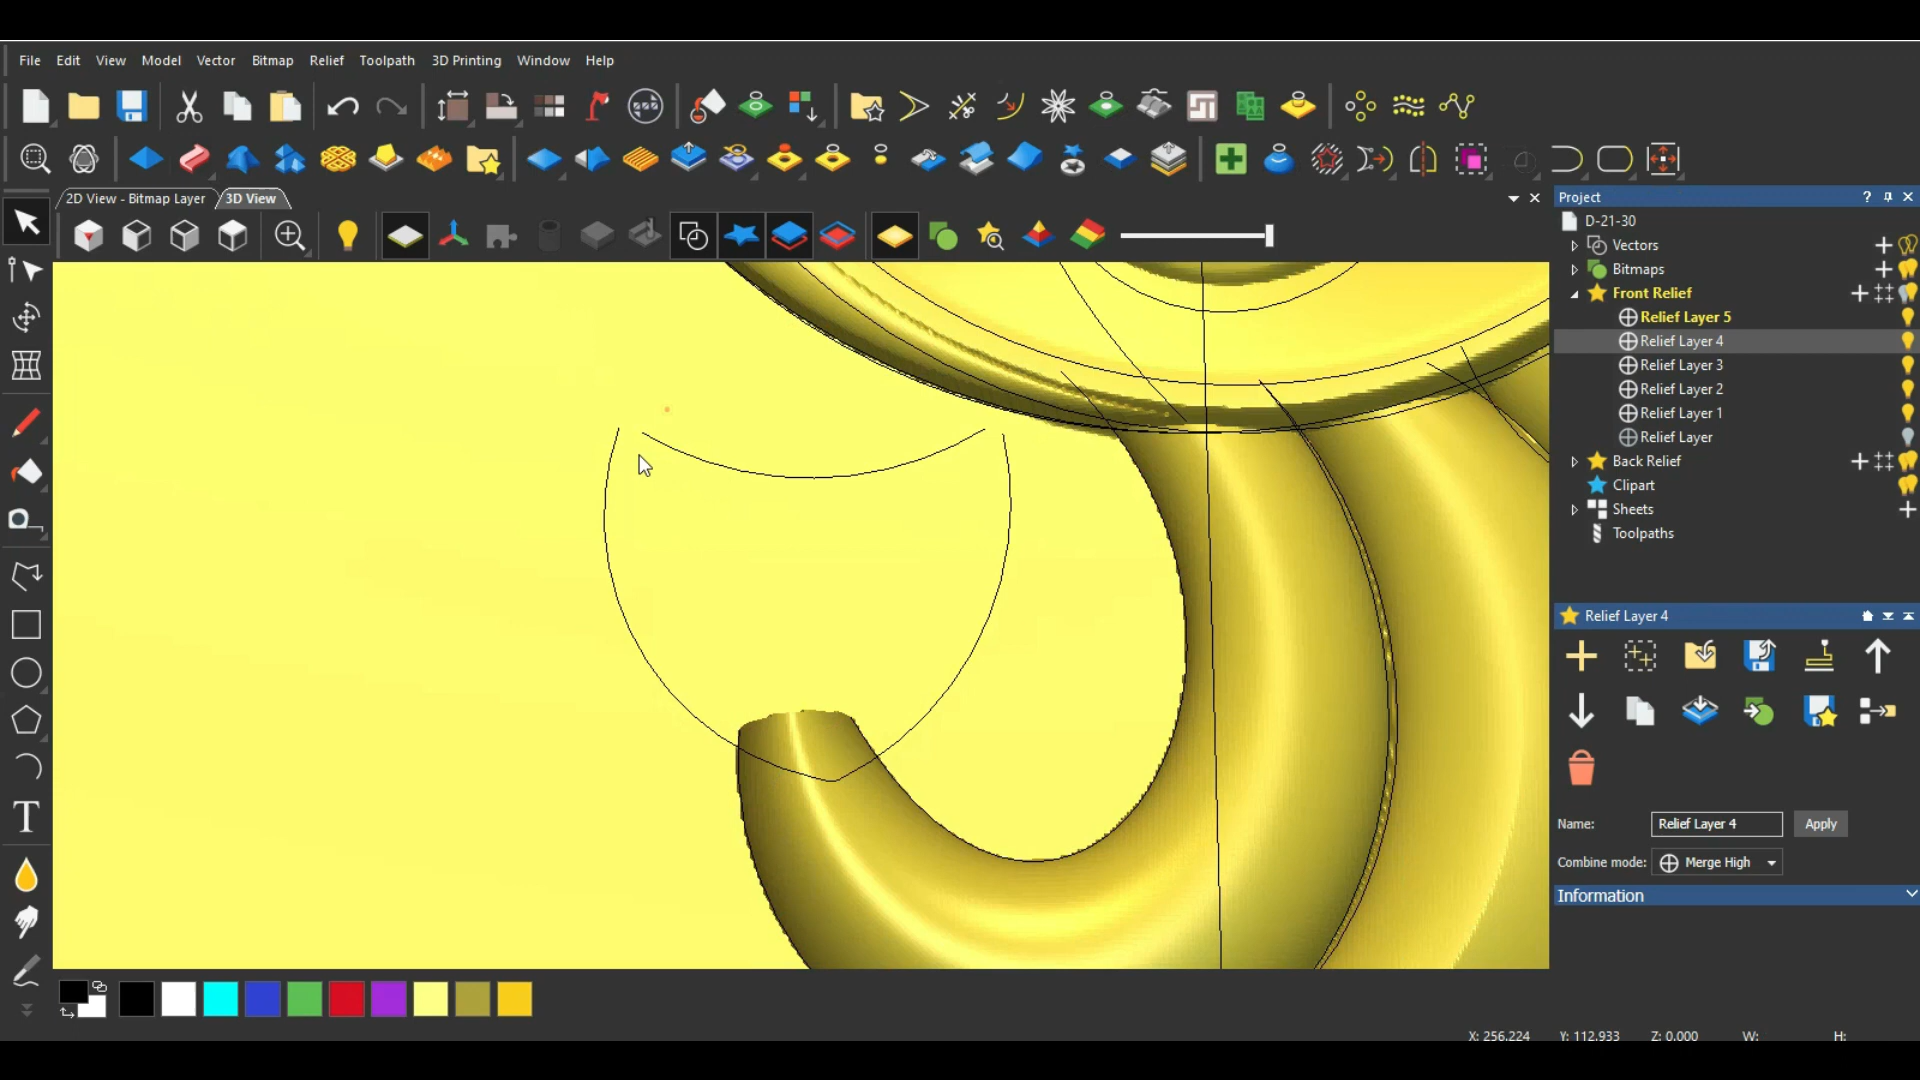 File Edit View Model Vector Bitmap Relief Toolpath 3D Printing Window Help
2D View - Bitmap Layer 3D View
Project
D-21-30
Vectors
Bitmaps
Front Relief
Relief Layer 5
Relief Layer 4
Relief Layer 3
Relief Layer 2
Relief Layer 1
Relief Layer
Back Relief
Clipart
Sheets
Toolpaths
Relief Layer 4
Name: Relief Layer 4 Apply
Combine mode: Merge High
Information
X: 256.224 Y: 112.933 Z: 0.000 W: H: